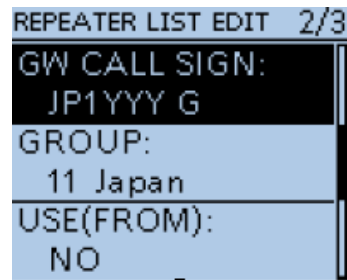 REPEATER LIST EDIT 2/3
GW CALL SIGN:
JP1YYY G
GROUP:
11 Japan
USE(FROM):
NO